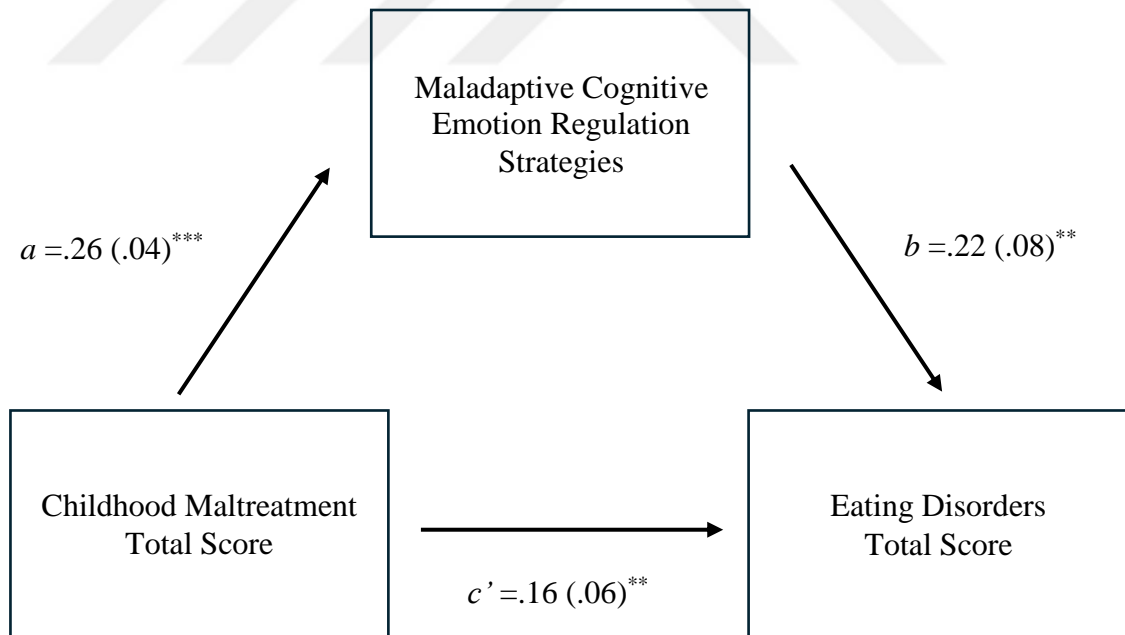 Maladaptive Cognitive
Emotion Regulation
Strategies
a =.26 (.04)***
b =.22 (.08)**
Childhood Maltreatment
Total Score
Eating Disorders
Total Score
c’ =.16 (.06)**